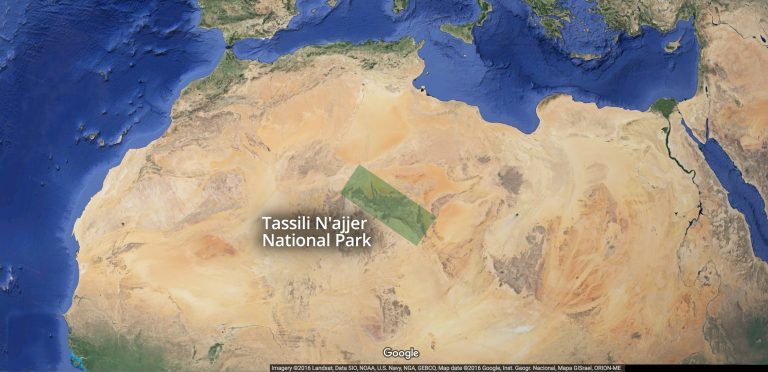 Tassili N'ajjer
National Park
Google
Imagery ©2016 Landsat, Data SIO, NOAA, U.S. Navy, NGA, GEBCO, Map data ©2016 Google, Inst. Geogr. Nacional, Mapa GISrael, ORION-ME